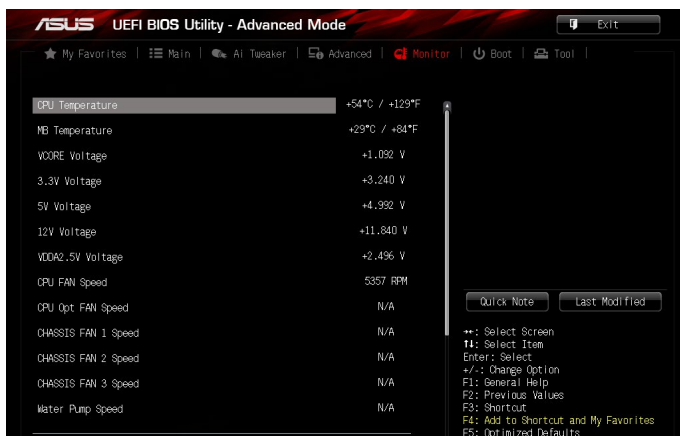 ASUS UEFI BIOS Utility - Advanced Mode Exit
My Favorites | Main | Ai Tweaker | Advanced | Monitor | Boot | Tool |
CPU Temperature +54°C / +129°F
MB Temperature +29°C / +84°F
VCORE Voltage +1.092 V
3.3V Voltage +3.240 V
5V Voltage +4.992 V
12V Voltage +11.840 V
VDDA2.5V Voltage +2.496 V
CPU FAN Speed 5357 RPM
CPU Opt FAN Speed N/A
CHASSIS FAN 1 Speed N/A
CHASSIS FAN 2 Speed N/A
CHASSIS FAN 3 Speed N/A
Water Pump Speed N/A
Quick Note Last Modified
→←: Select Screen
↑↓: Select Item
Enter: Select
+/-: Change Option
F1: General Help
F2: Previous Values
F3: Shortcut
F4: Add to Shortcut and My Favorites
F5: Optimized Defaults